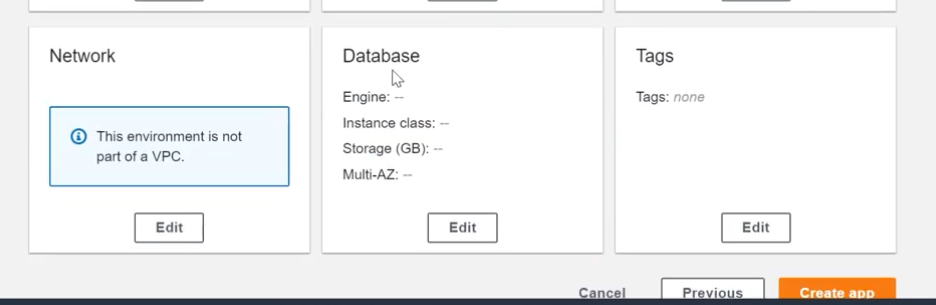 Network
This environment is not
part of a VPC.
Edit
Database
Engine: --
Instance class: --
Storage (GB): --
Multi-AZ: --
Edit
Tags
Tags: none
Edit
Cancel
Previous
Create app